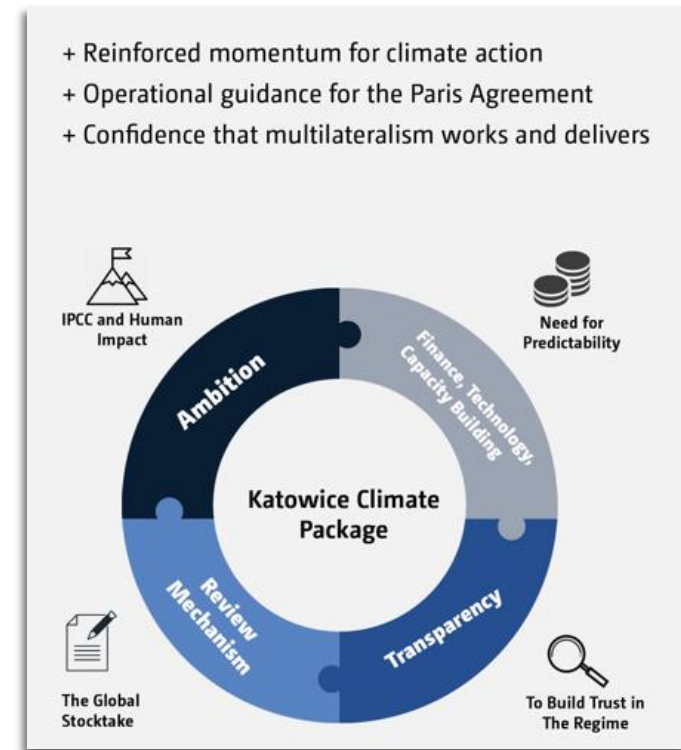 + Reinforced momentum for climate action
+ Operational guidance for the Paris Agreement
+ Confidence that multilateralism works and delivers
IPCC and Human
Impact
Need for
Predictability
Ambition
Finance, Technology,
Capacity Building
Katowice Climate
Package
Review
Mechanism
Transparency
The Global
Stocktake
To Build Trust in
The Regime